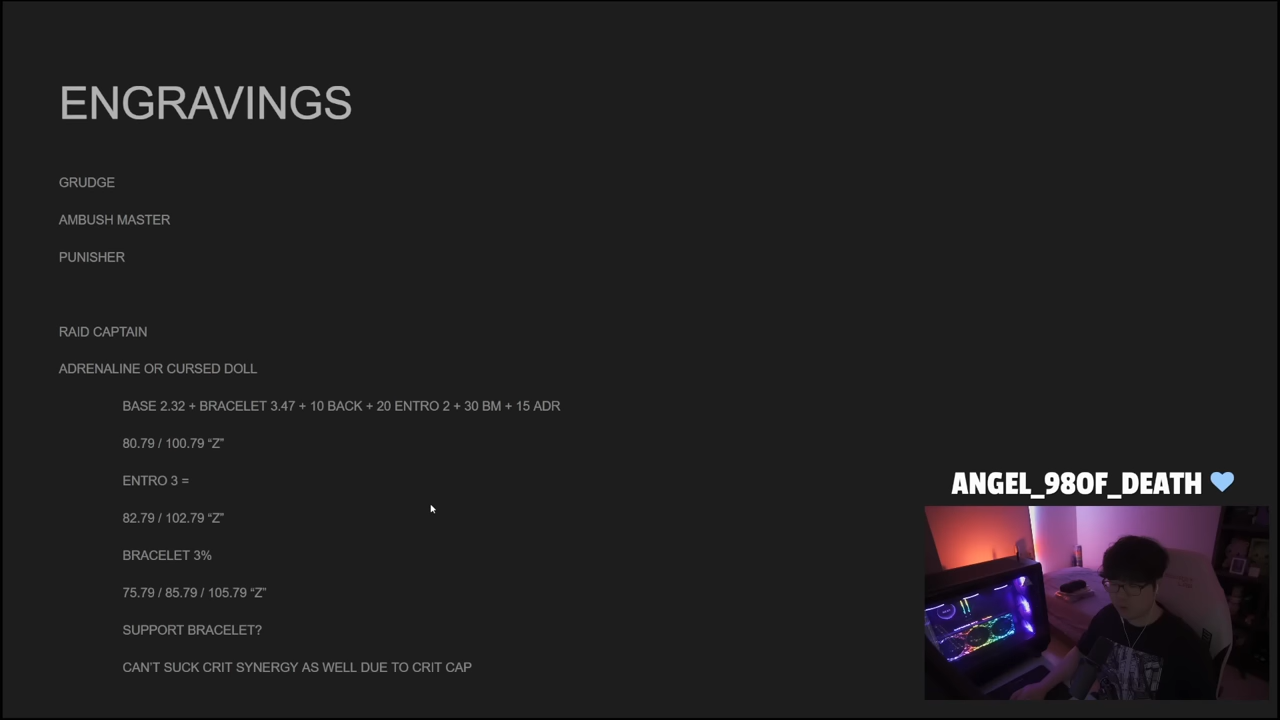 ENGRAVINGS
GRUDGE
AMBUSH MASTER
PUNISHER
RAID CAPTAIN
ADRENALINE OR CURSED DOLL
BASE 2.32 + BRACELET 3.47 + 10 BACK + 20 ENTRO 2 + 30 BM + 15 ADR
80.79 / 100.79 “Z”
ENTRO 3 =
82.79 / 102.79 “Z”
BRACELET 3%
75.79 / 85.79 / 105.79 “Z”
SUPPORT BRACELET?
CAN’T SUCK CRIT SYNERGY AS WELL DUE TO CRIT CAP
ANGEL_98OF_DEATH 🩵